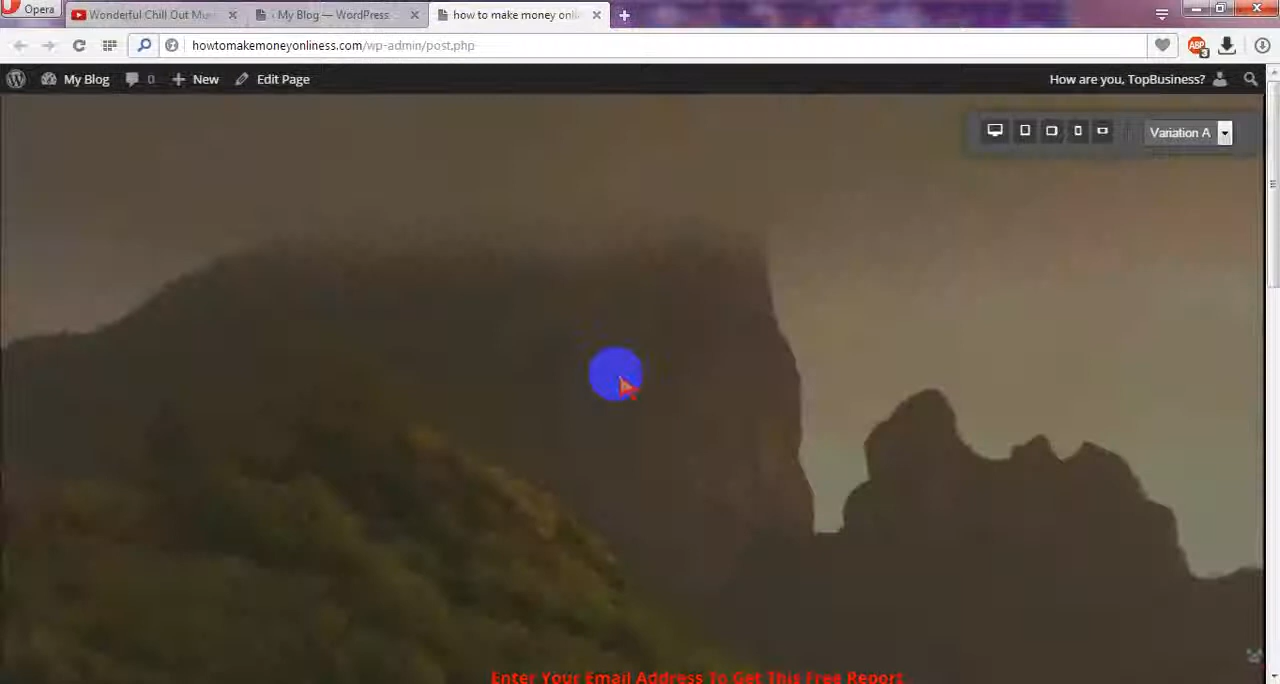 Opera
Wonderful Chill Out Mu
My Blog — WordPress
how to make money onli
howtomakemoneyonliness.com/wp-admin/post.php
ABP
3
My Blog
0
New
Edit Page
How are you, TopBusiness?
Variation A
Enter Your Email Address To Get This Free Report